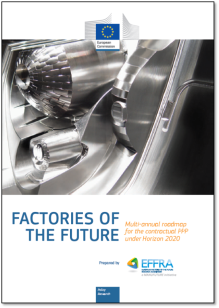 European
Commission
FACTORIES OF
THE FUTURE
Multi-annual roadmap
for the contractual PPP
under Horizon 2020
Prepared by
EFFRA
Policy
Research